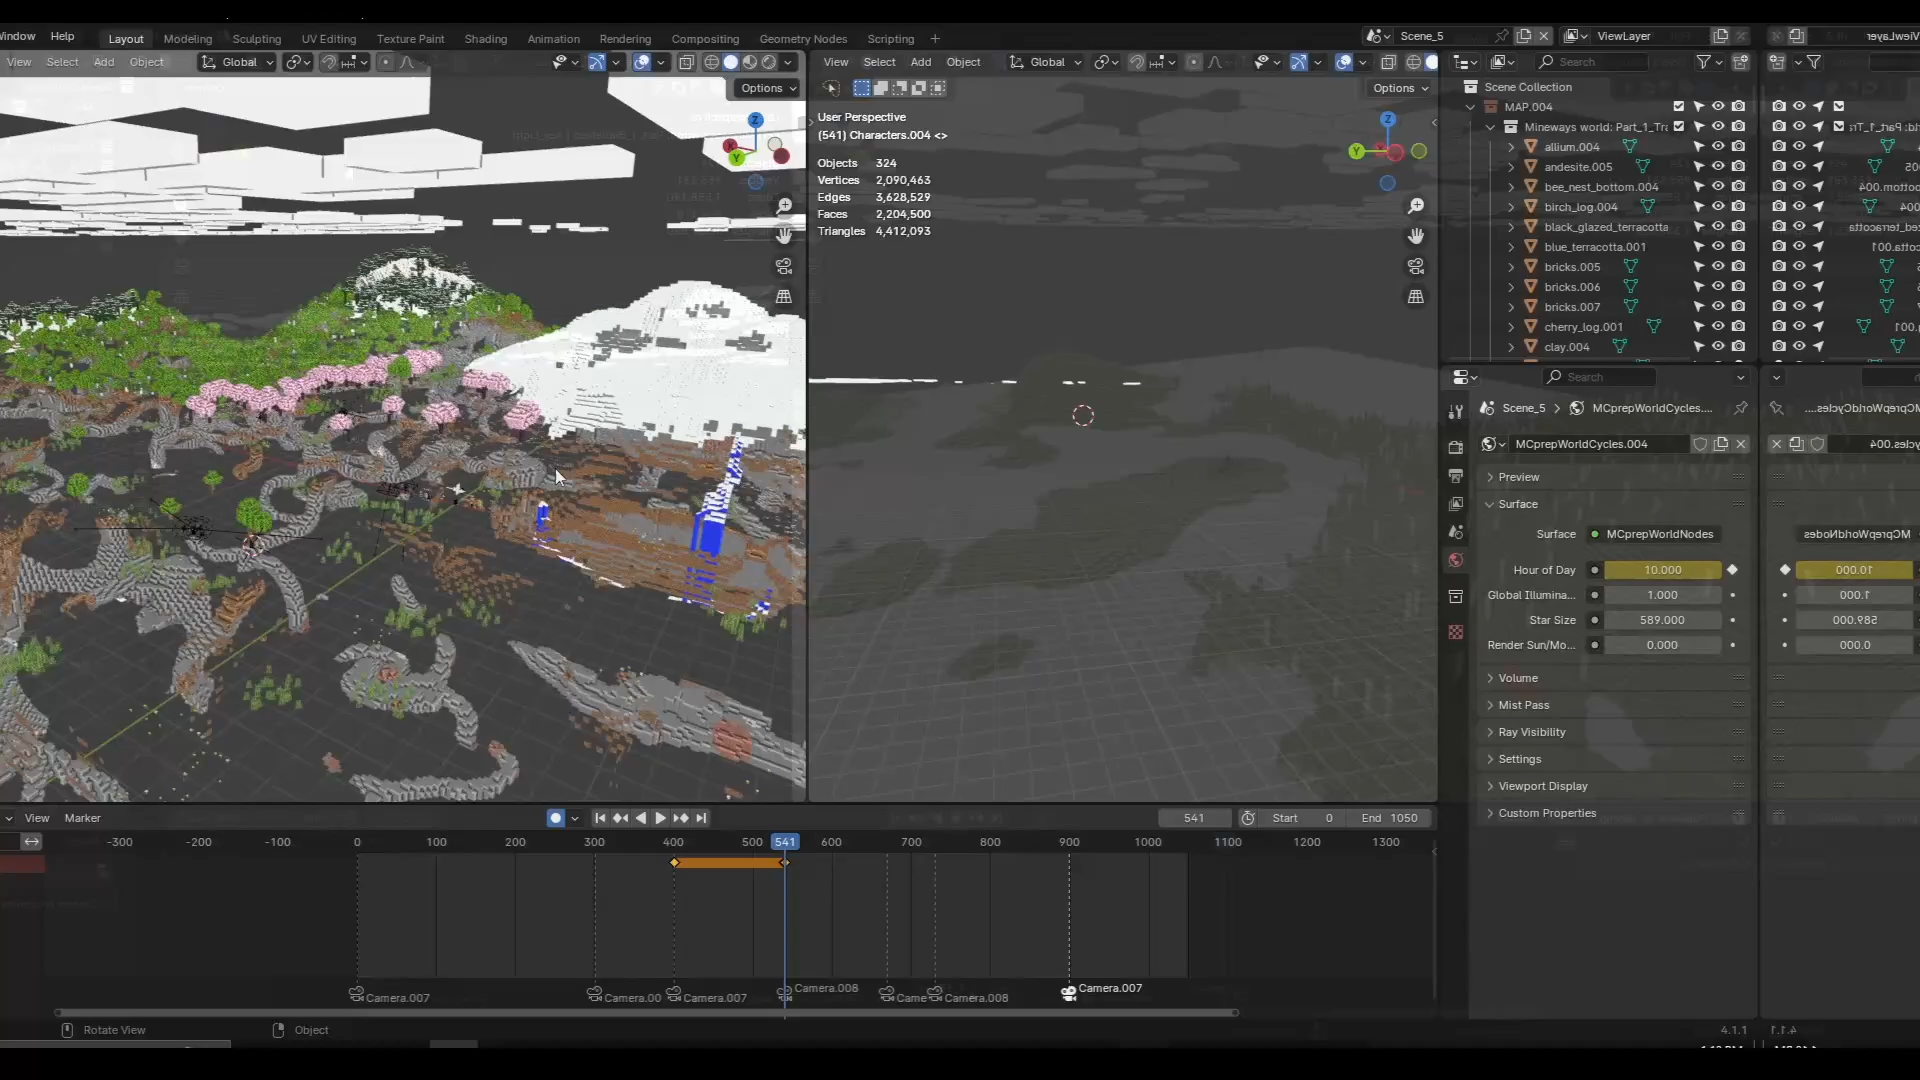 Window Help Layout Modeling Sculpting UV Editing Texture Paint Shading Animation Rendering Compositing Geometry Nodes Scripting + Scene_5 ViewLayer
View Select Add Object Global
View Select Add Object Global Search
Options
Options
User Perspective
(541) Characters.004 <>
Objects 324
Vertices 2,090,463
Edges 3,628,529
Faces 2,204,500
Triangles 4,412,093
Z
Y
Z
Y
Scene Collection
MAP.004
Mineways world: Part_1_Tra
allium.004
andesite.005
bee_nest_bottom.004
birch_log.004
black_glazed_terracotta
blue_terracotta.001
bricks.005
bricks.006
bricks.007
cherry_log.001
clay.004
Search
Scene_5 > MCprepWorldCycles....
MCprepWorldCycles.004
Preview
Surface
Surface MCprepWorldNodes
Hour of Day 10.000
Global Illumina... 1.000
Star Size 589.000
Render Sun/Mo... 0.000
Volume
Mist Pass
Ray Visibility
Settings
Viewport Display
Custom Properties
View Marker 541 Start 0 End 1050
-300 -200 -100 0 100 200 300 400 500 541 600 700 800 900 1000 1100 1200 1300
Camera.007 Camera.00 Camera.007 Camera.008 Came Camera.008 Camera.007
Rotate View Object 4.1.1